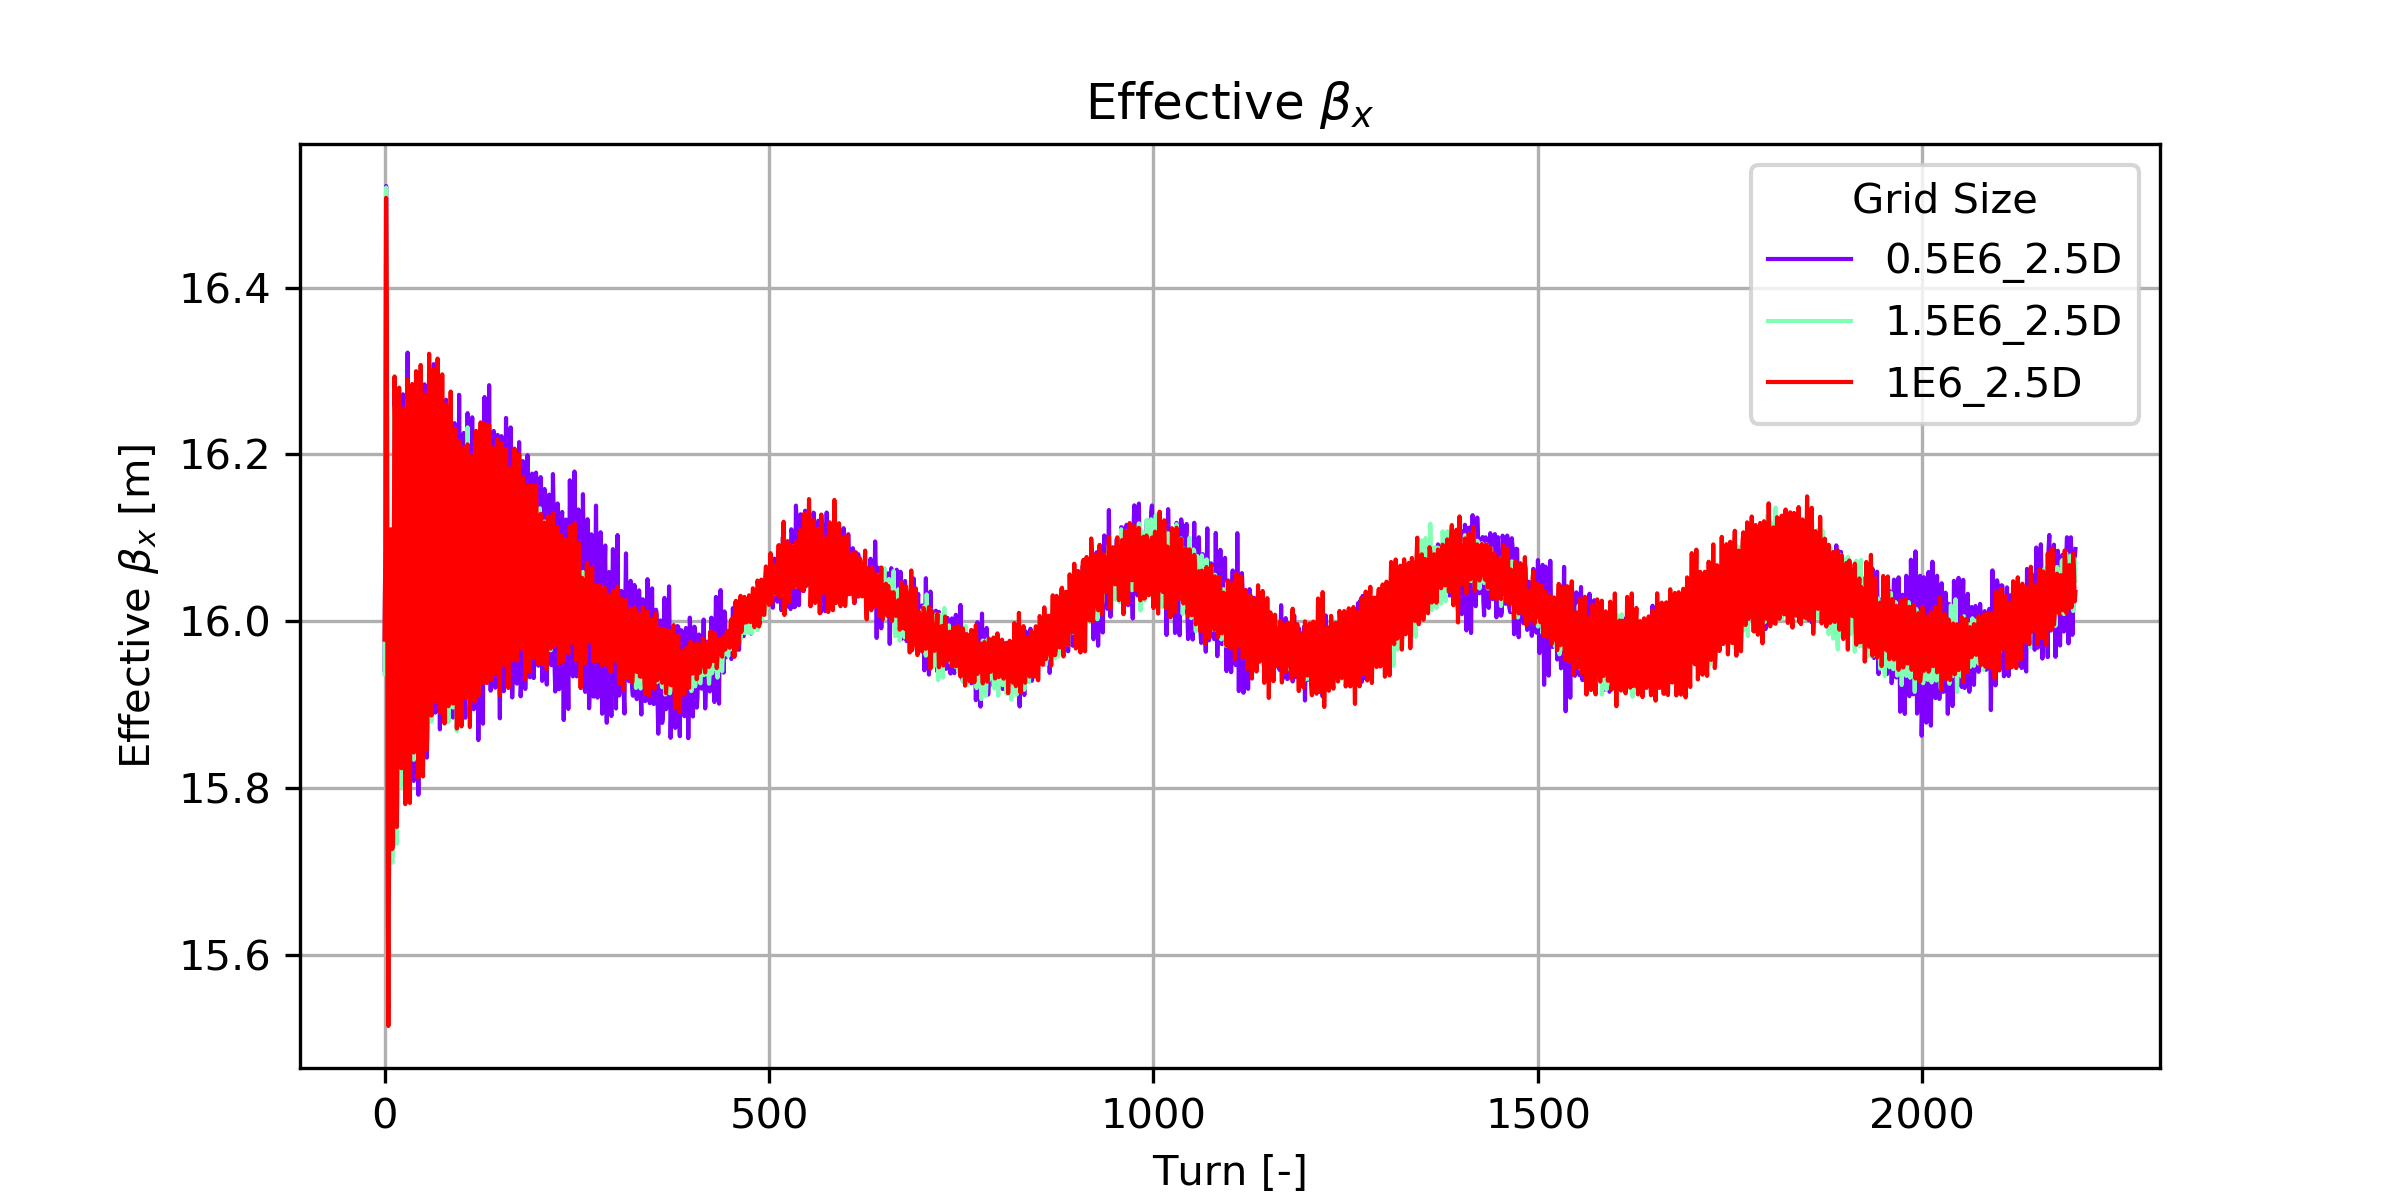 Effective βx
Effective βx [m]
16.4
16.2
16.0
15.8
15.6
Grid Size
0.5E6_2.5D
1.5E6_2.5D
1E6_2.5D
0 500 1000 1500 2000
Turn [-]